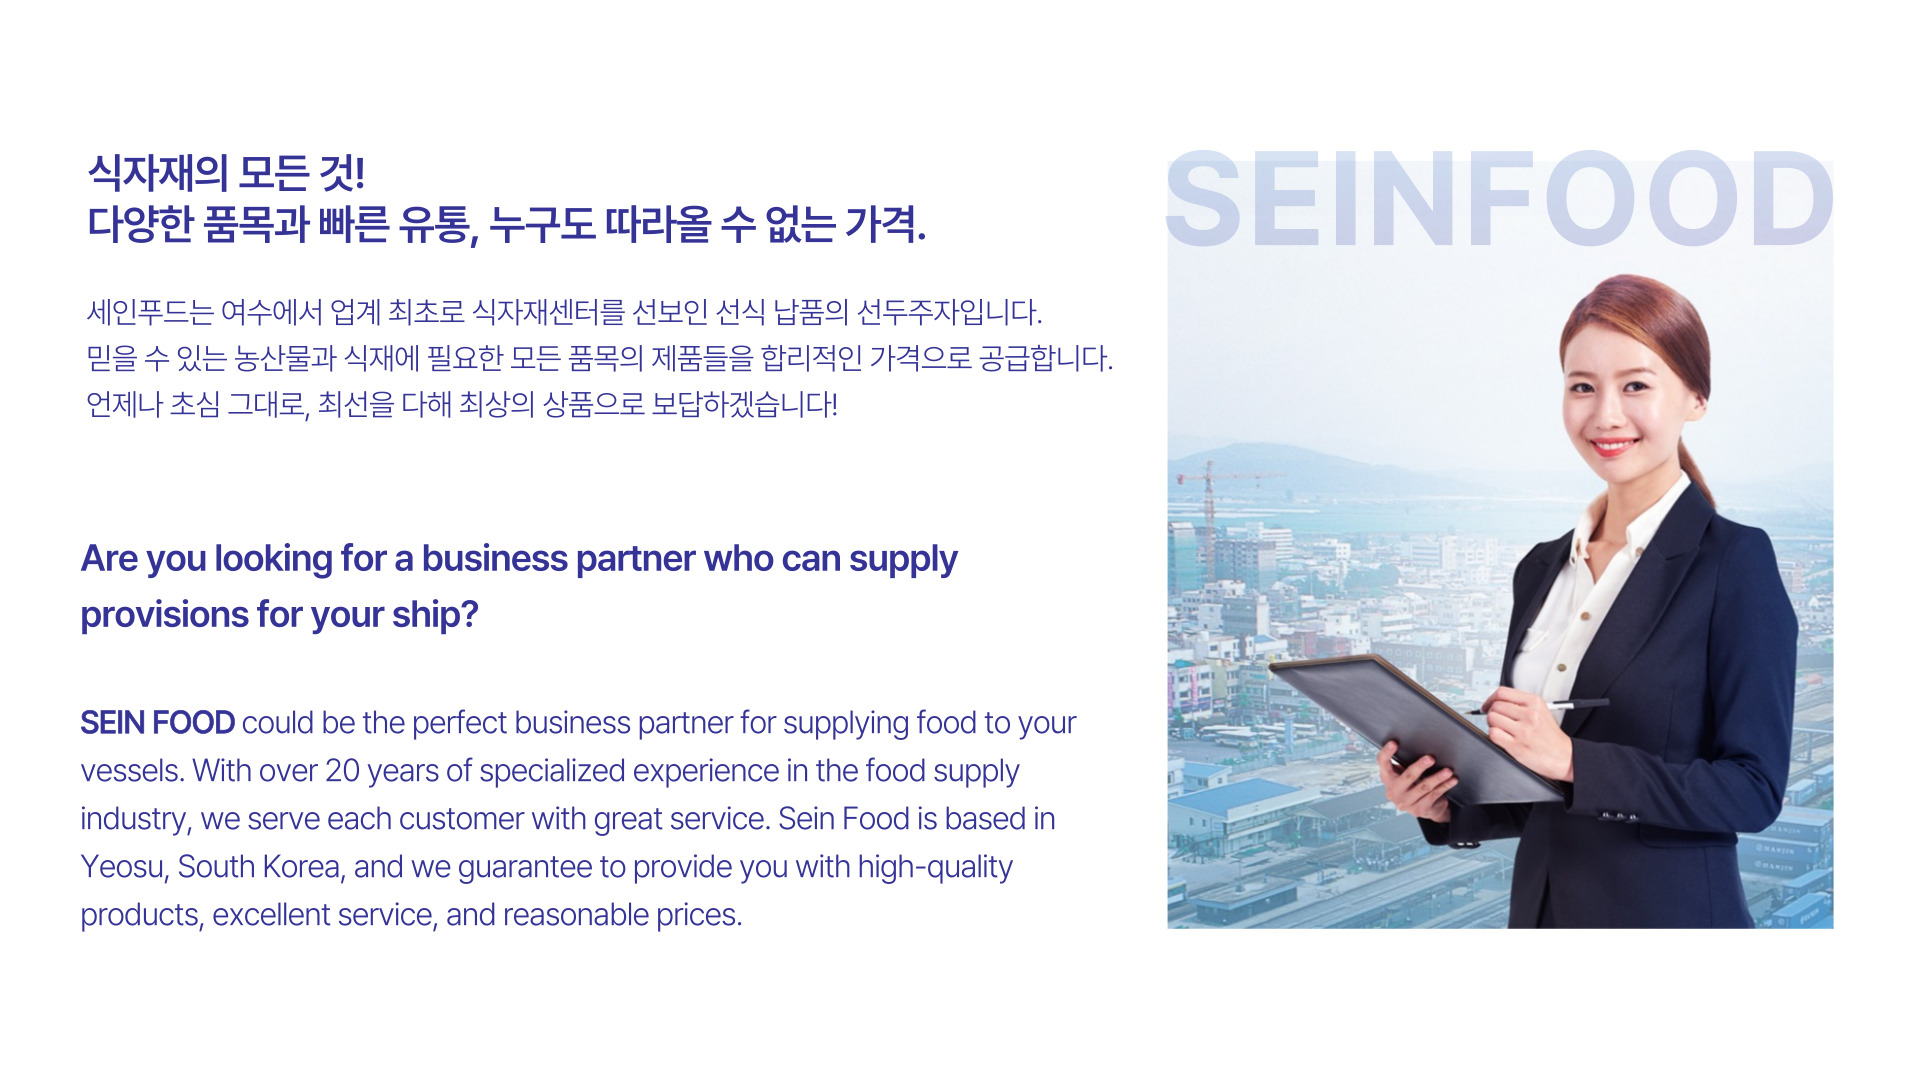 식자재의 모든 것!
다양한 품목과 빠른 유통, 누구도 따라올 수 없는 가격.
세인푸드는 여수에서 업계 최초로 식자재센터를 선보인 선식 납품의 선두주자입니다.
믿을 수 있는 농산물과 식재에 필요한 모든 품목의 제품들을 합리적인 가격으로 공급합니다.
언제나 초심 그대로, 최선을 다해 최상의 상품으로 보답하겠습니다!
Are you looking for a business partner who can supply
provisions for your ship?
SEIN FOOD could be the perfect business partner for supplying food to your
vessels. With over 20 years of specialized experience in the food supply
industry, we serve each customer with great service. Sein Food is based in
Yeosu, South Korea, and we guarantee to provide you with high-quality
products, excellent service, and reasonable prices.
SEINFOOD
HANJIN
HANJIN
HANJIN